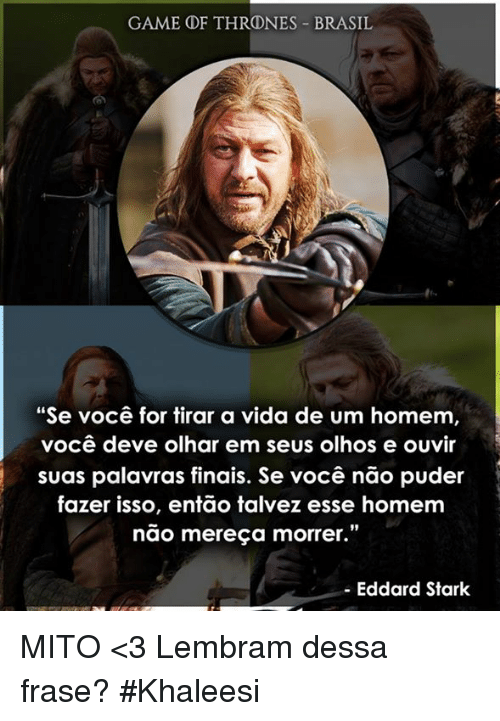 GAME OF THRONES - BRASIL
“Se você for tirar a vida de um homem,
você deve olhar em seus olhos e ouvir
suas palavras finais. Se você não puder
fazer isso, então talvez esse homem
não mereça morrer.”
- Eddard Stark
MITO <3 Lembram dessa
frase? #Khaleesi